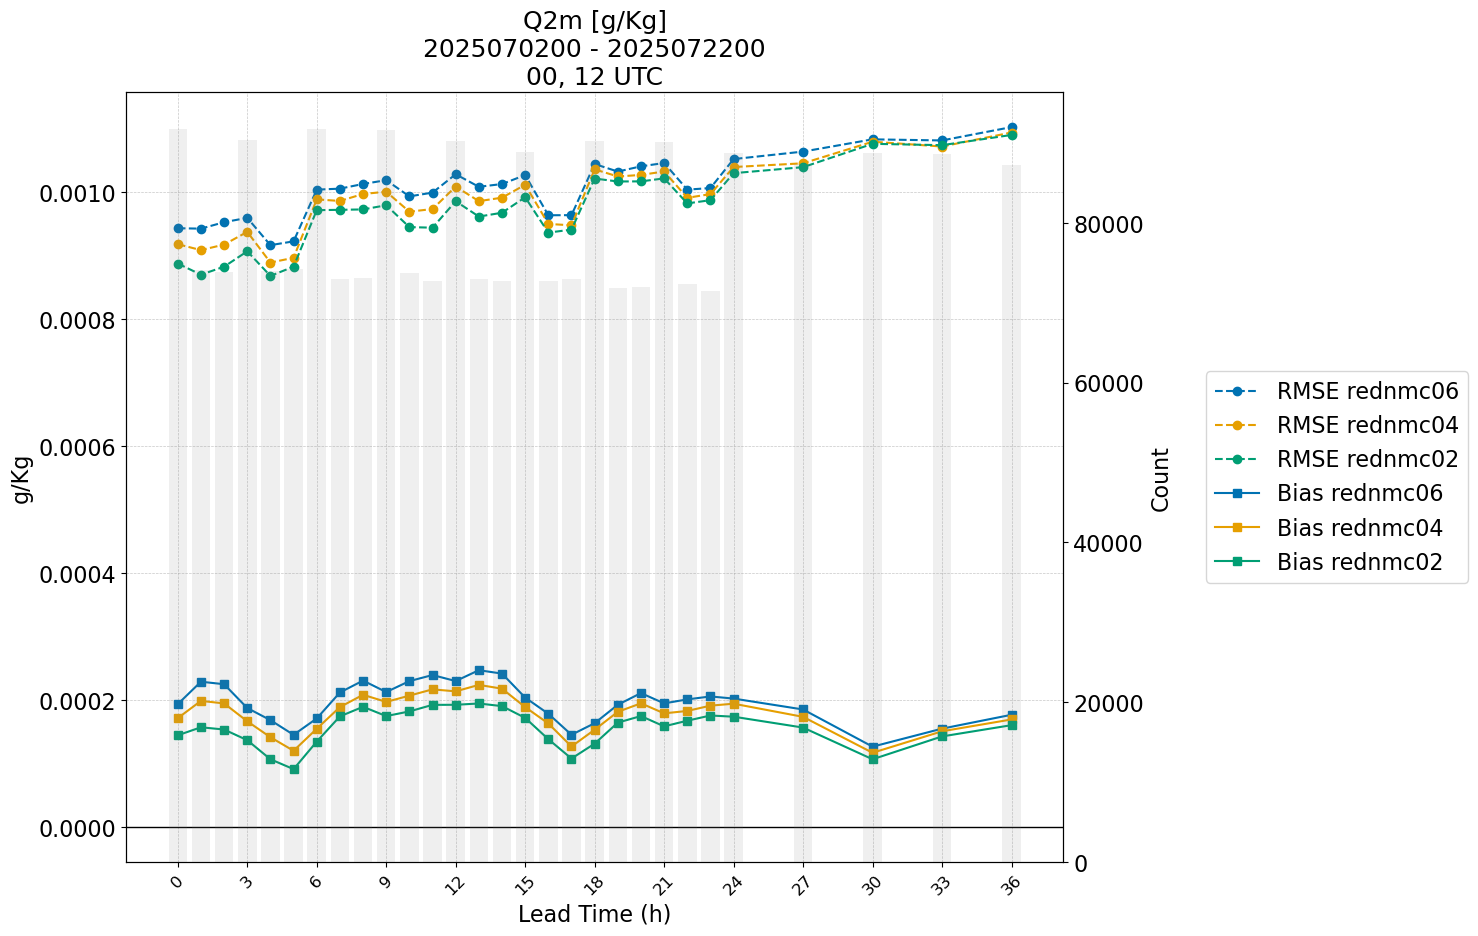 Q2m [g/Kg]
2025070200 - 2025072200
00, 12 UTC
0.0010
0.0008
0.0006
0.0004
0.0002
0.0000
g/Kg
80000
60000
40000
20000
0
Count
0 3 6 9 12 15 18 21 24 27 30 33 36
Lead Time (h)
RMSE rednmc06
RMSE rednmc04
RMSE rednmc02
Bias rednmc06
Bias rednmc04
Bias rednmc02